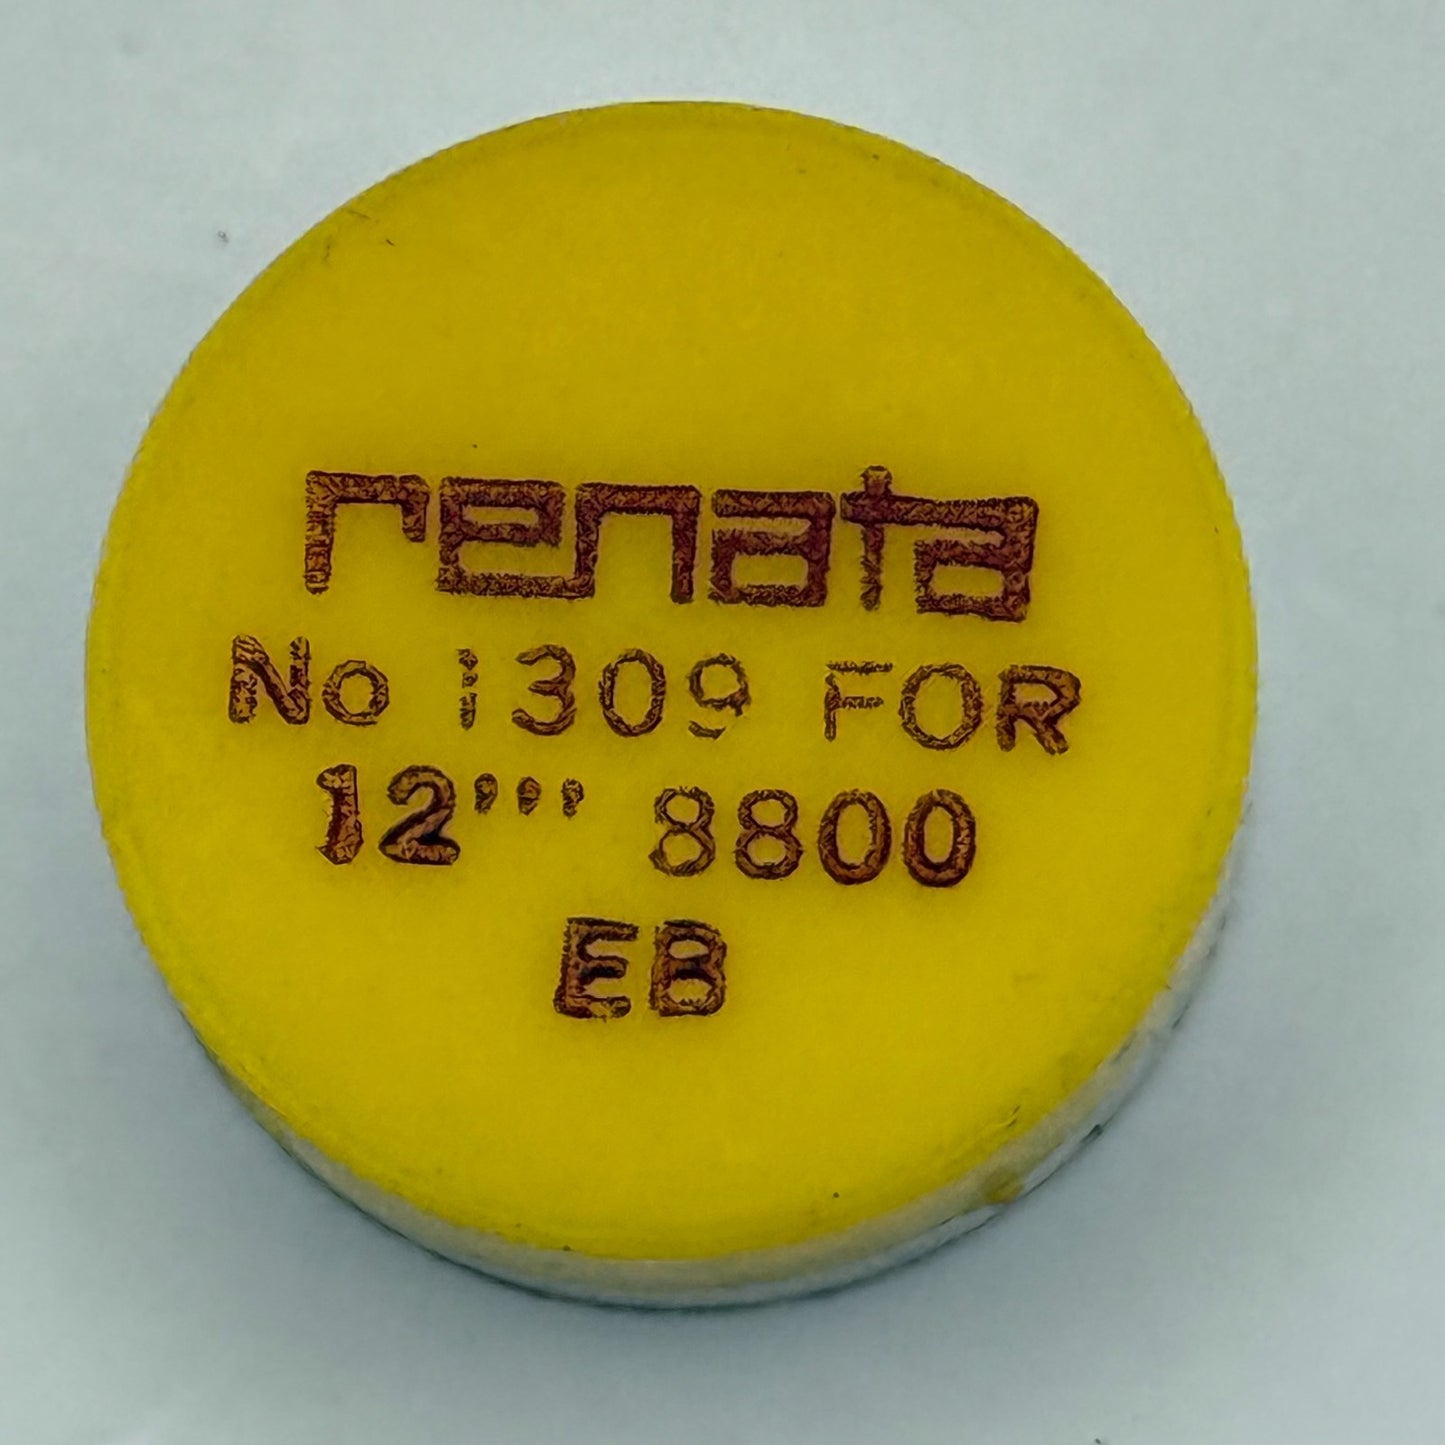 renata
No 1309 FOR
12''' 8800
EB